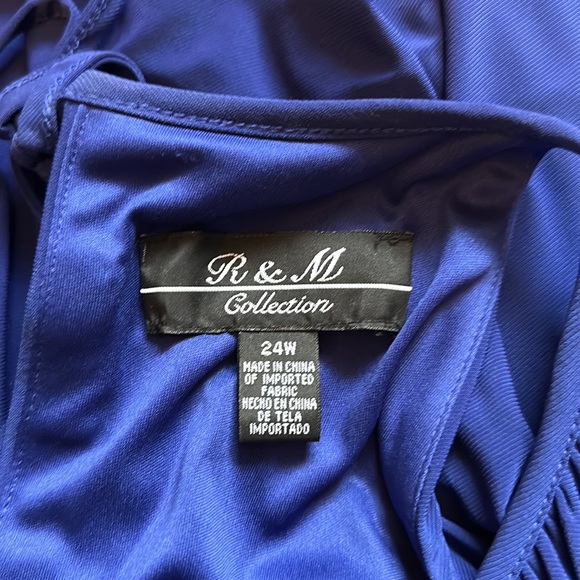 R & M
Collection
24W
MADE IN CHINA
OF IMPORTED
FABRIC
HECHO EN CHINA
DE TELA
IMPORTADO